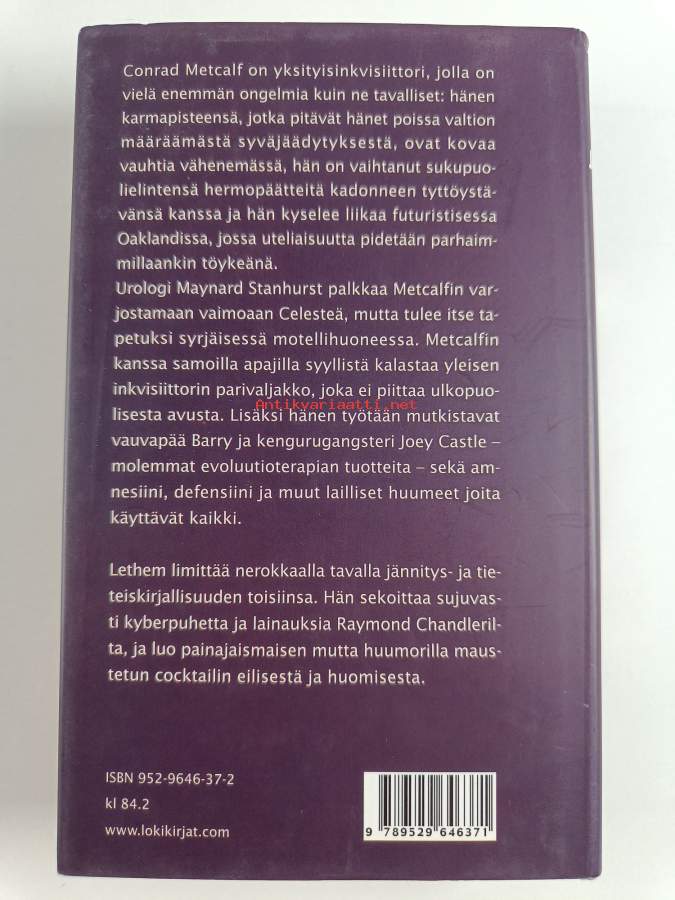 Conrad Metcalf on yksityisinkvisiittori, jolla on
vielä enemmän ongelmia kuin ne tavalliset: hänen
karmapisteensä, jotka pitävät hänet poissa valtion
määräämästä syväjäädytyksestä, ovat kovaa
vauhtia vähenemässä, hän on vaihtanut sukupuo-
lielintensä hermopäätteitä kadonneen tyttöystä-
vänsä kanssa ja hän kyselee liikaa futuristisessa
Oaklandissa, jossa uteliaisuutta pidetään parhaim-
millaankin töykeänä.
Urologi Maynard Stanhurst palkkaa Metcalfin var-
jostamaan vaimoaan Celesteä, mutta tulee itse ta-
petuksi syrjäisessä motellihuoneessa. Metcalfin
kanssa samoilla apajilla syyllistä kalastaa yleisen
inkvisiittorin parivaljakko, joka ei piittaa ulkopuo-
Antikvariaatti.net
lisesta avusta. Lisäksi hänen työtään mutkistavat
vauvapää Barry ja kengurugangsteri Joey Castle –
molemmat evoluutioterapian tuotteita – sekä am-
nesiini, defensiini ja muut lailliset huumeet joita
käyttävät kaikki.
Lethem limittää nerokkaalla tavalla jännitys- ja tie-
teiskirjallisuuden toisiinsa. Hän sekoittaa sujuvas-
ti kyberpuhetta ja lainauksia Raymond Chandleril-
ta, ja luo painajaismaisen mutta huumorilla maus-
tetun cocktailin eilisestä ja huomisesta.
ISBN 952-9646-37-2
kl 84.2
www.lokikirjat.com
9 789529 646371